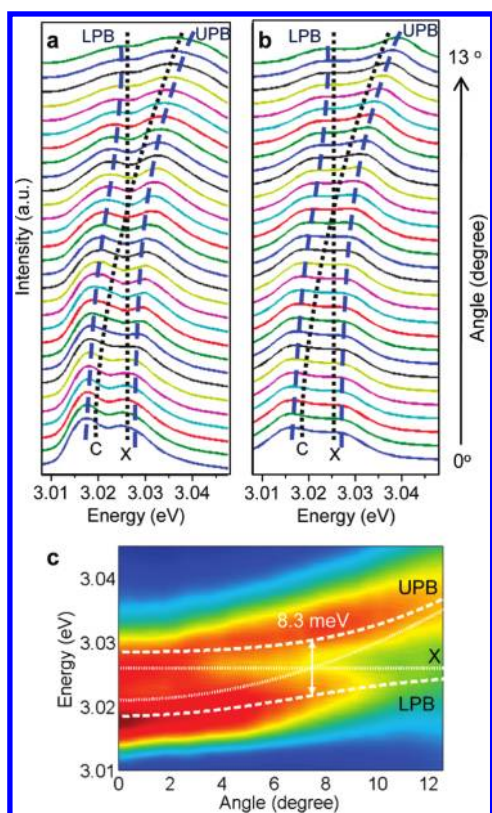 a LPB UPB
b LPB UPB
13 º
Intensity (a.u.)
Angle (degree)
C X
C X
0º
3.01 3.02 3.03 3.04
3.01 3.02 3.03 3.04
Energy (eV)
Energy (eV)
c
3.04
3.03
3.02
3.01
Energy (eV)
8.3 meV
UPB
X
LPB
0 2 4 6 8 10 12
Angle (degree)